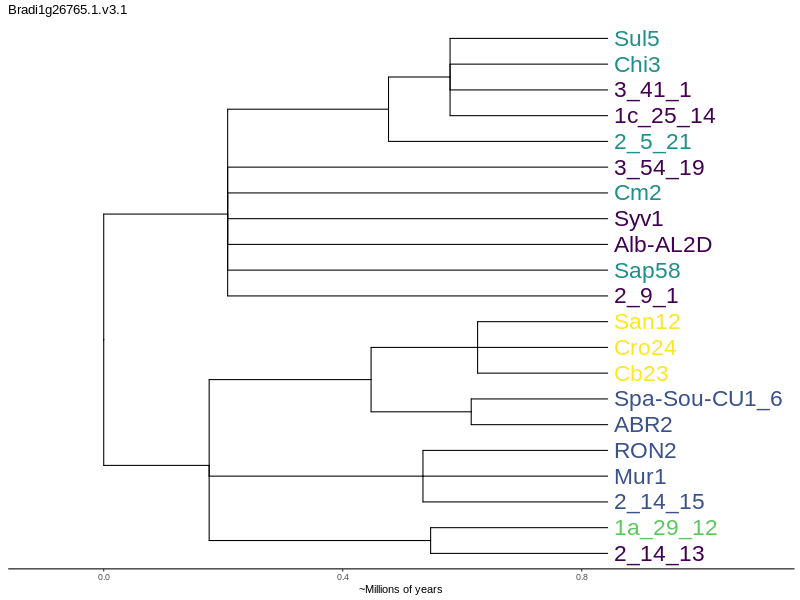 Bradi1g26765.1.v3.1
Sul5
Chi3
3_41_1
1c_25_14
2_5_21
3_54_19
Cm2
Syv1
Alb-AL2D
Sap58
2_9_1
San12
Cro24
Cb23
Spa-Sou-CU1_6
ABR2
RON2
Mur1
2_14_15
1a_29_12
2_14_13
0.0 0.4 0.8
~Millions of years